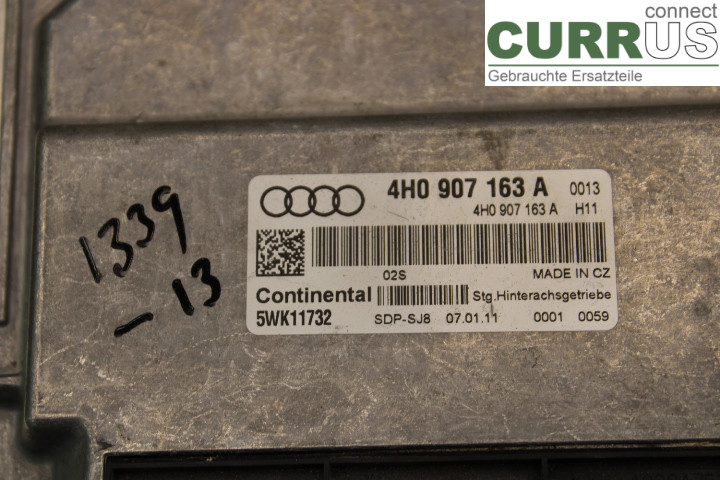 connect
CURRUS
Gebrauchte Ersatzteile
1339
-13
4H0 907 163 A 0013
4H0 907 163 A H11
02S MADE IN CZ
Continental Stg.Hinterachsgetriebe
5WK11732 SDP-SJ8 07.01.11 0001 0059